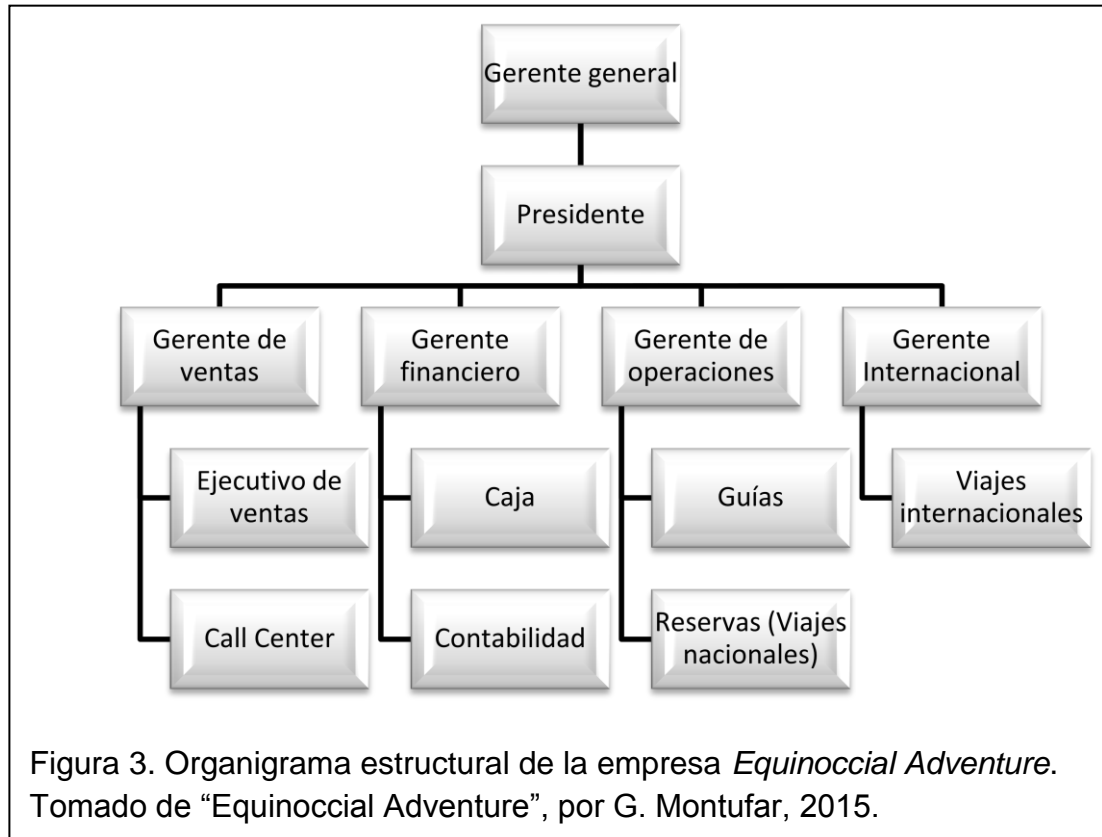 Gerente general
Presidente
Gerente de
ventas
Gerente
financiero
Gerente de
operaciones
Gerente
Internacional
Ejecutivo de
ventas
Caja
Guías
Viajes
internacionales
Call Center
Contabilidad
Reservas (Viajes
nacionales)
Figura 3. Organigrama estructural de la empresa Equinoccial Adventure.
Tomado de “Equinoccial Adventure”, por G. Montufar, 2015.